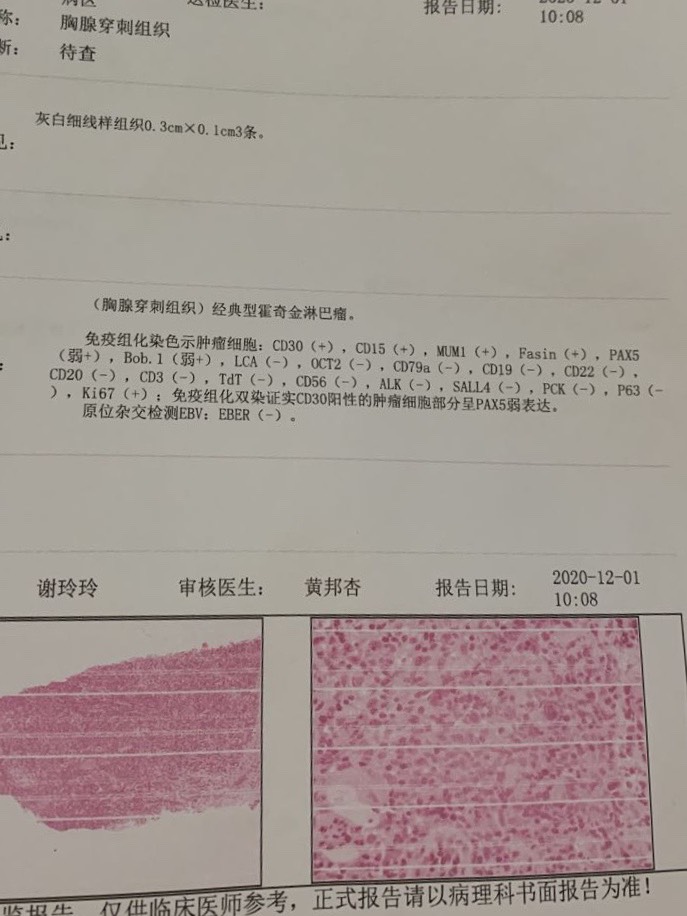 病区 送检医生: 报告日期: 2020-12-01
10:08
称: 胸腺穿刺组织
断: 待查
灰白细线样组织0.3cm×0.1cm3条。
见:
(胸腺穿刺组织)经典型霍奇金淋巴瘤。
免疫组化染色示肿瘤细胞: CD30(+), CD15(+), MUM1(+), Fasin(+), PAX5
(弱+), Bob.1(弱+), LCA(-), OCT2(-), CD79a(-), CD19(-), CD22(-),
CD20(-), CD3(-), TdT(-), CD56(-), ALK(-), SALL4(-), PCK(-), P63(-
), Ki67(+); 免疫组化双染证实CD30阳性的肿瘤细胞部分呈PAX5弱表达。
原位杂交检测EBV: EBER(-)。
谢玲玲 审核医生: 黄邦杏 报告日期: 2020-12-01
10:08
报告, 仅供临床医师参考, 正式报告请以病理科书面报告为准!